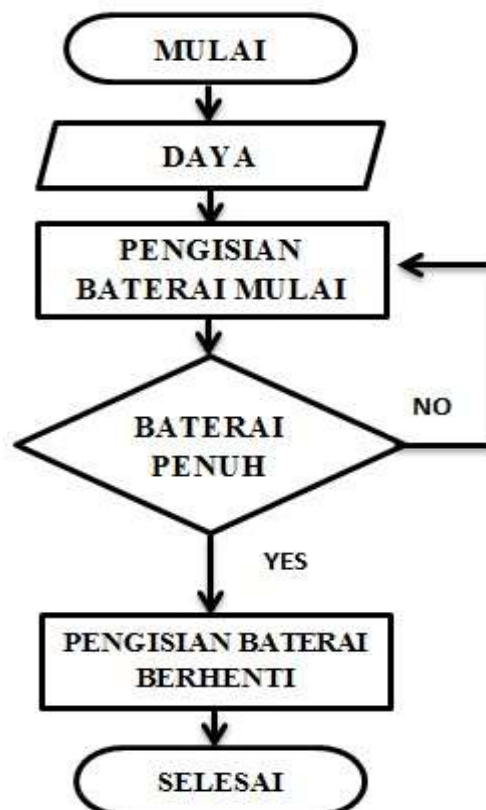 MULAI
DAYA
PENGISIAN
BATERAI MULAI
BATERAI
PENUH
NO
YES
PENGISIAN BATERAI
BERHENTI
SELESAI